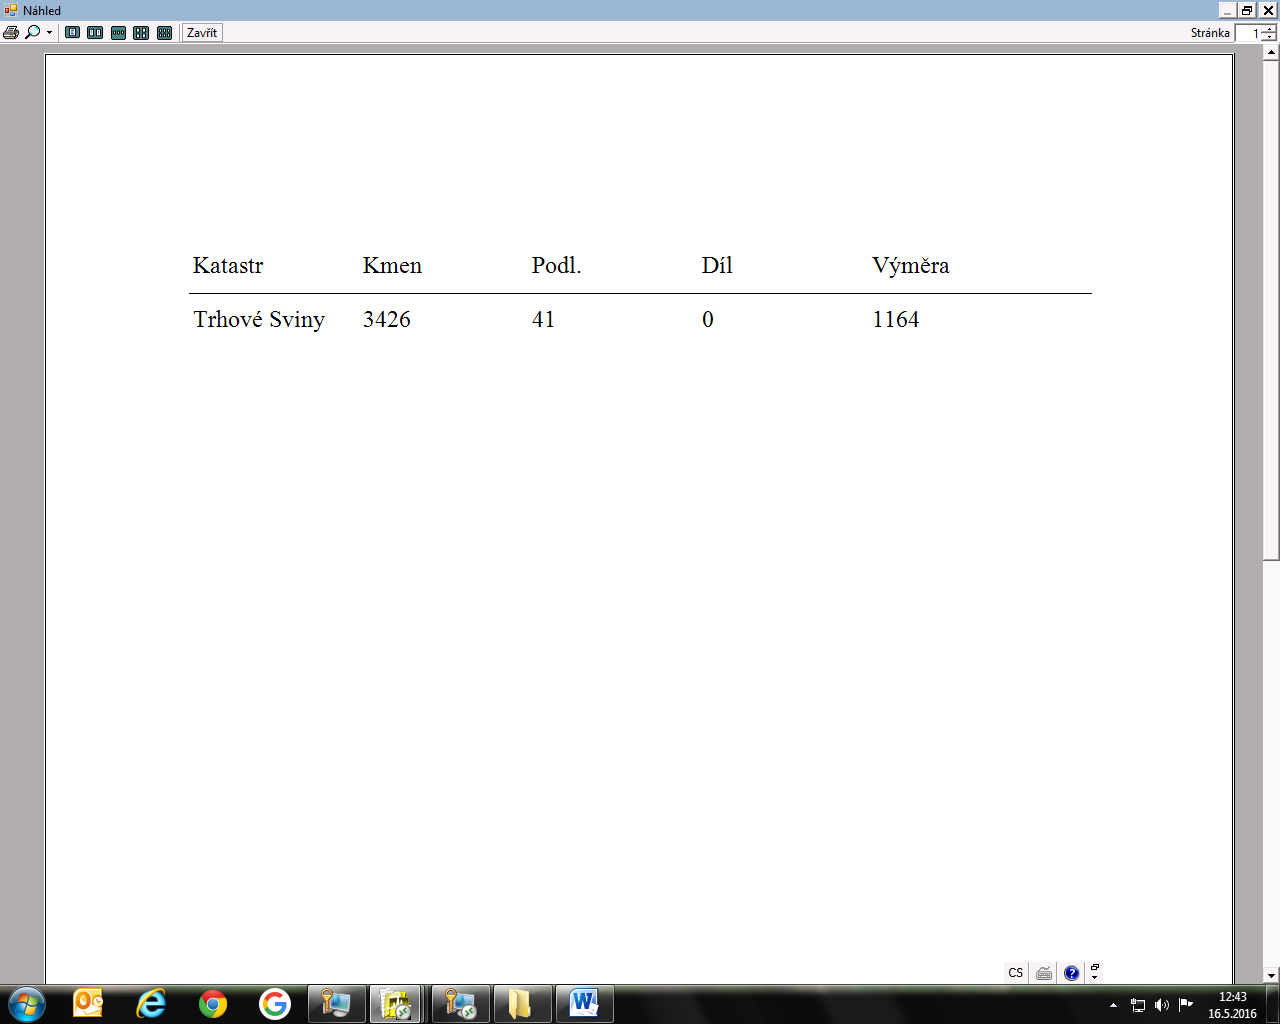 Náhled
Zavřít
Stránka 1
Katastr Kmen Podl. Díl Výměra
Trhové Sviny 3426 41 0 1164
CS
12:43
16.5.2016